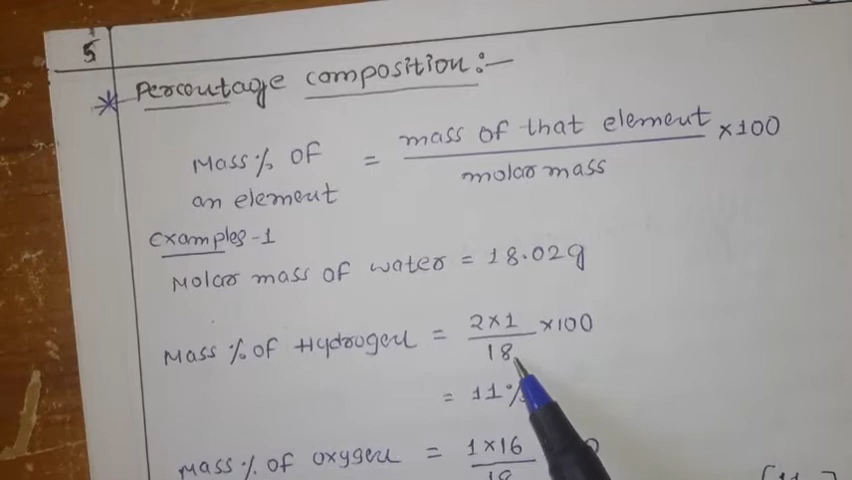 5
* Percentage composition :-
Mass % of an element = mass of that element / molar mass × 100
Examples-1
Molar mass of water = 18.02g
Mass % of Hydrogen = 2×1 / 18 × 100
= 11%
Mass % of oxygen = 1×16 / 18